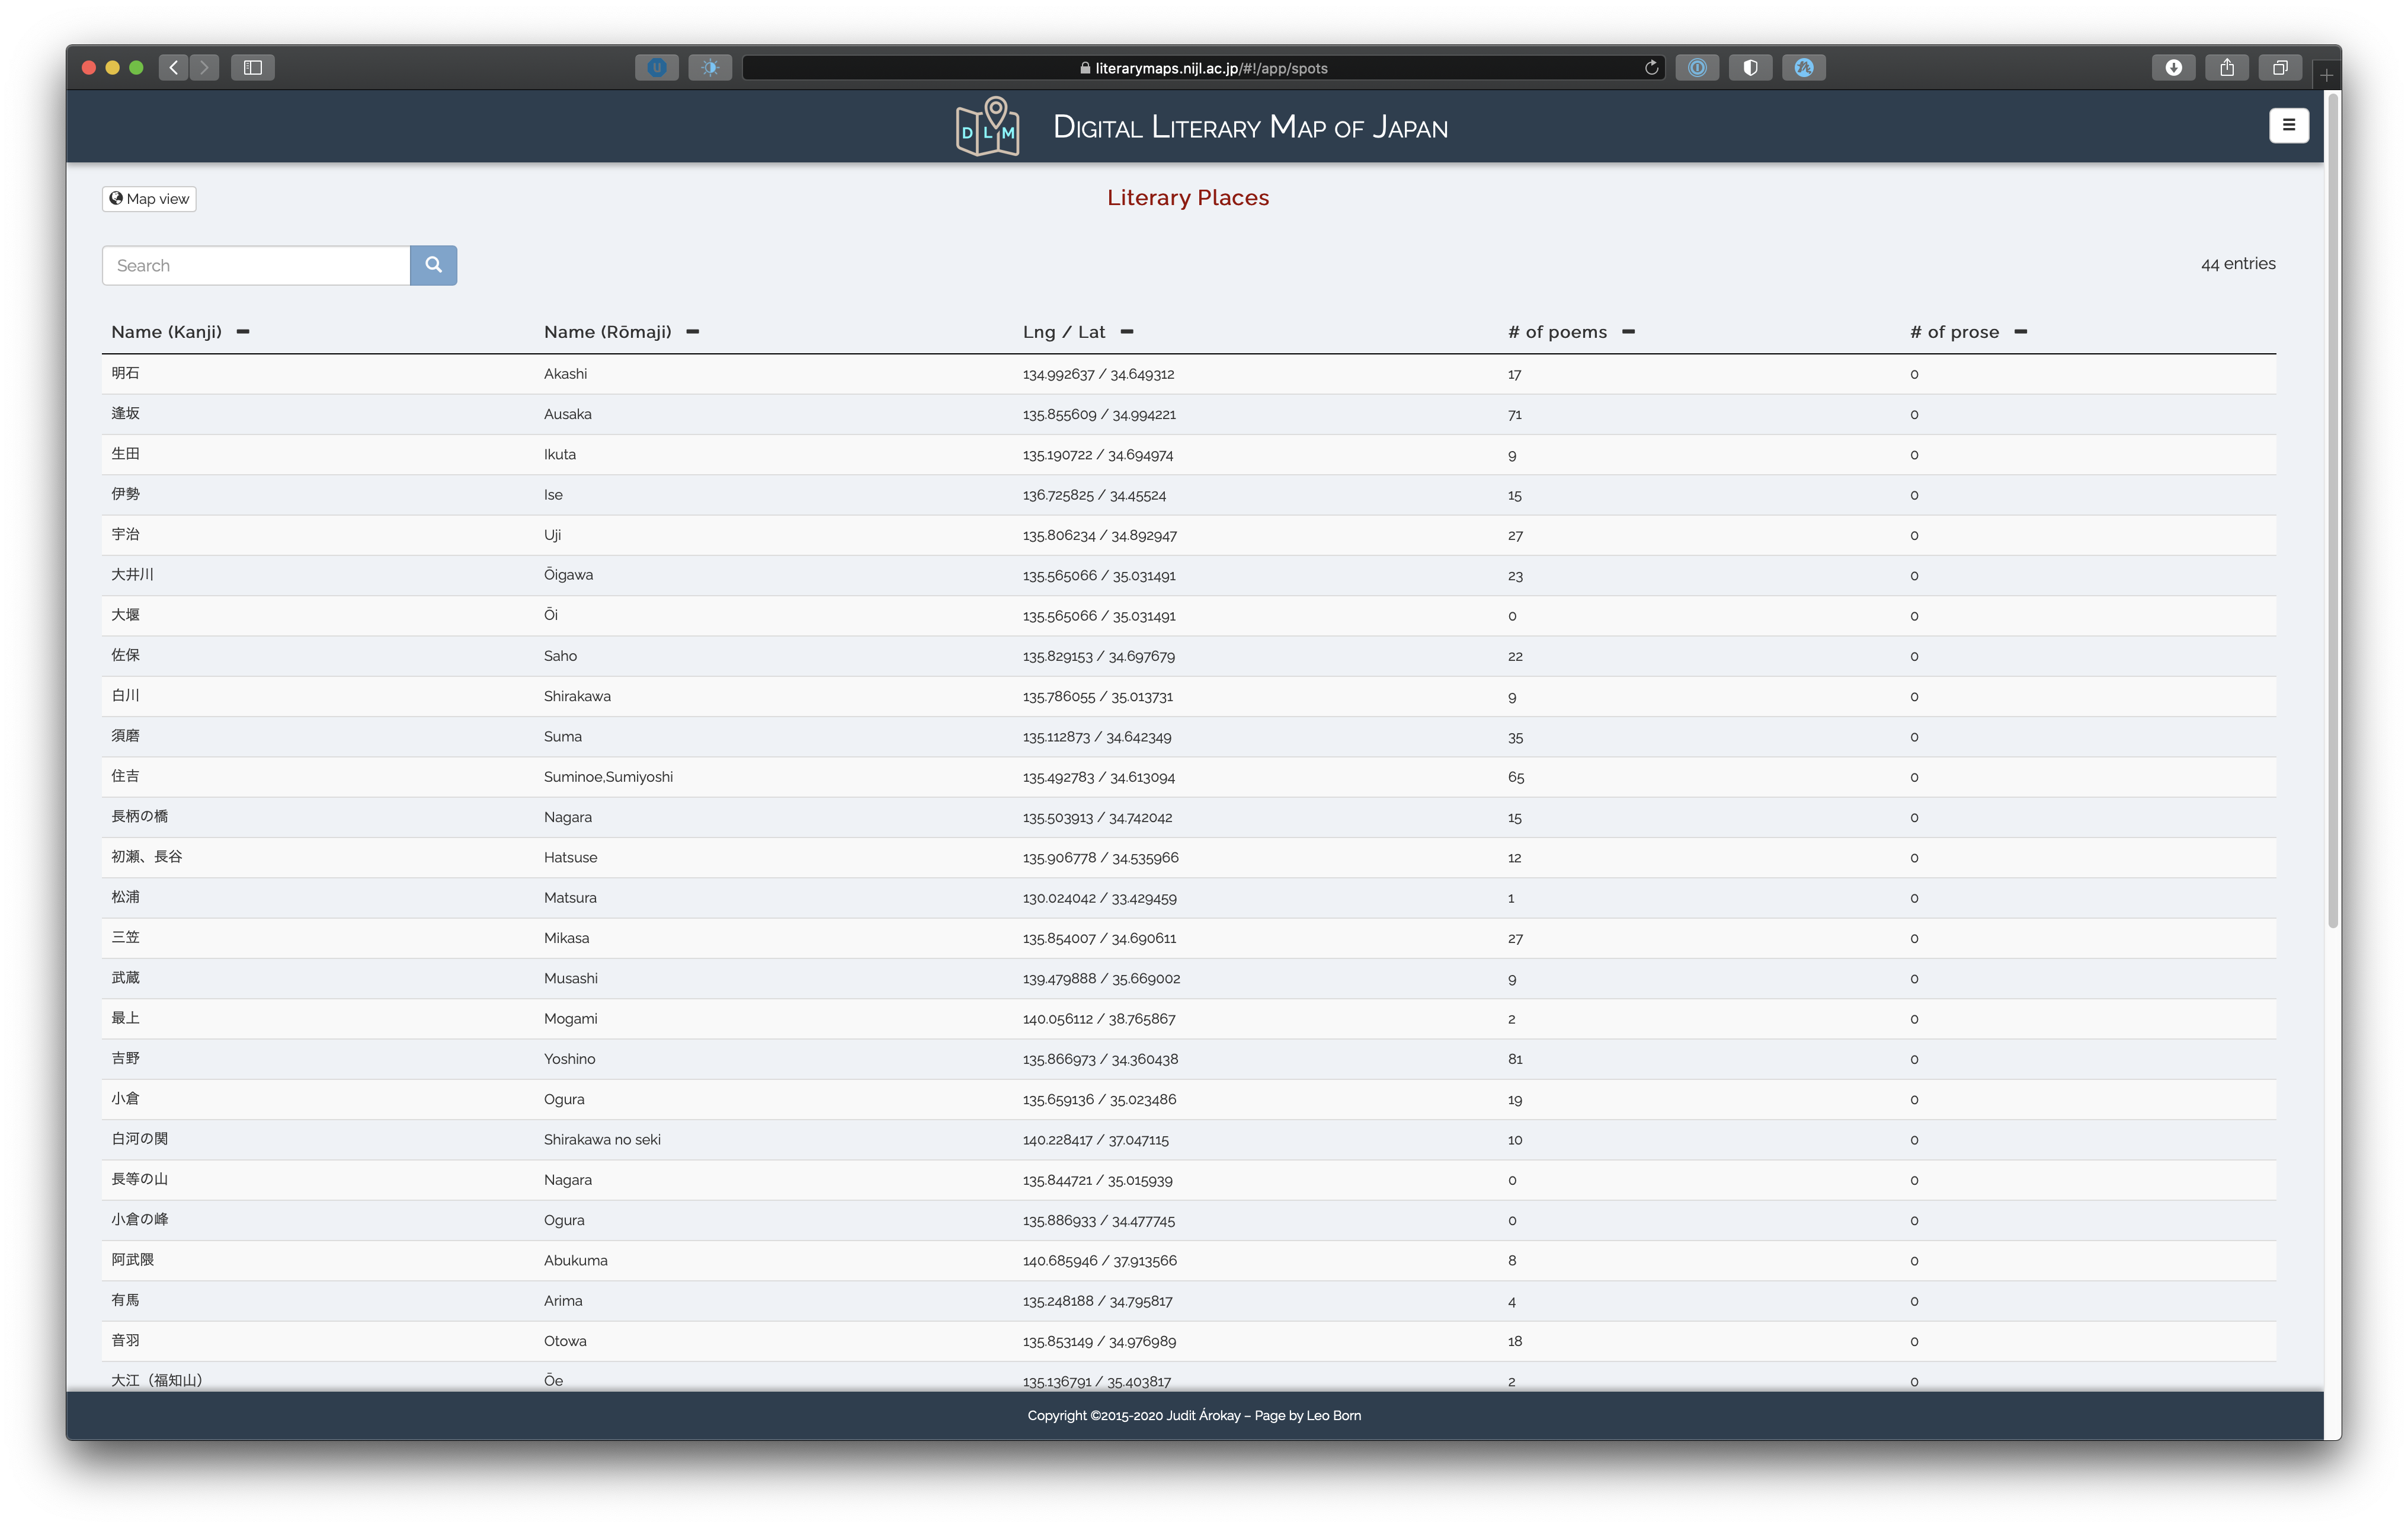 literarymaps.nijl.ac.jp/#!/app/spots
D L M
Digital Literary Map of Japan
Map view
Literary Places
Search
44 entries
Name (Kanji) Name (Rōmaji) Lng / Lat # of poems # of prose
明石 Akashi 134.992637 / 34.649312 17 0
逢坂 Ausaka 135.855609 / 34.994221 71 0
生田 Ikuta 135.190722 / 34.694974 9 0
伊勢 Ise 136.725825 / 34.45524 15 0
宇治 Uji 135.806234 / 34.892947 27 0
大井川 Ōigawa 135.565066 / 35.031491 23 0
大堰 Ōi 135.565066 / 35.031491 0 0
佐保 Saho 135.829153 / 34.697679 22 0
白川 Shirakawa 135.786055 / 35.013731 9 0
須磨 Suma 135.112873 / 34.642349 35 0
住吉 Suminoe,Sumiyoshi 135.492783 / 34.613094 65 0
長柄の橋 Nagara 135.503913 / 34.742042 15 0
初瀬、長谷 Hatsuse 135.906778 / 34.535966 12 0
松浦 Matsura 130.024042 / 33.429459 1 0
三笠 Mikasa 135.854007 / 34.690611 27 0
武蔵 Musashi 139.479888 / 35.669002 9 0
最上 Mogami 140.056112 / 38.765867 2 0
吉野 Yoshino 135.866973 / 34.360438 81 0
小倉 Ogura 135.659136 / 35.023486 19 0
白河の関 Shirakawa no seki 140.228417 / 37.047115 10 0
長等の山 Nagara 135.844721 / 35.015939 0 0
小倉の峰 Ogura 135.886933 / 34.477745 0 0
阿武隈 Abukuma 140.685946 / 37.913566 8 0
有馬 Arima 135.248188 / 34.795817 4 0
音羽 Otowa 135.853149 / 34.976989 18 0
大江（福知山） Ōe 135.136791 / 35.403817 2 0
Copyright ©2015-2020 Judit Árokay – Page by Leo Born